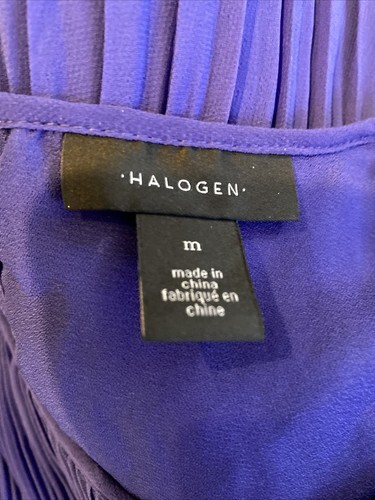 ·HALOGEN·
m
made in
china
fabriqué en
chine